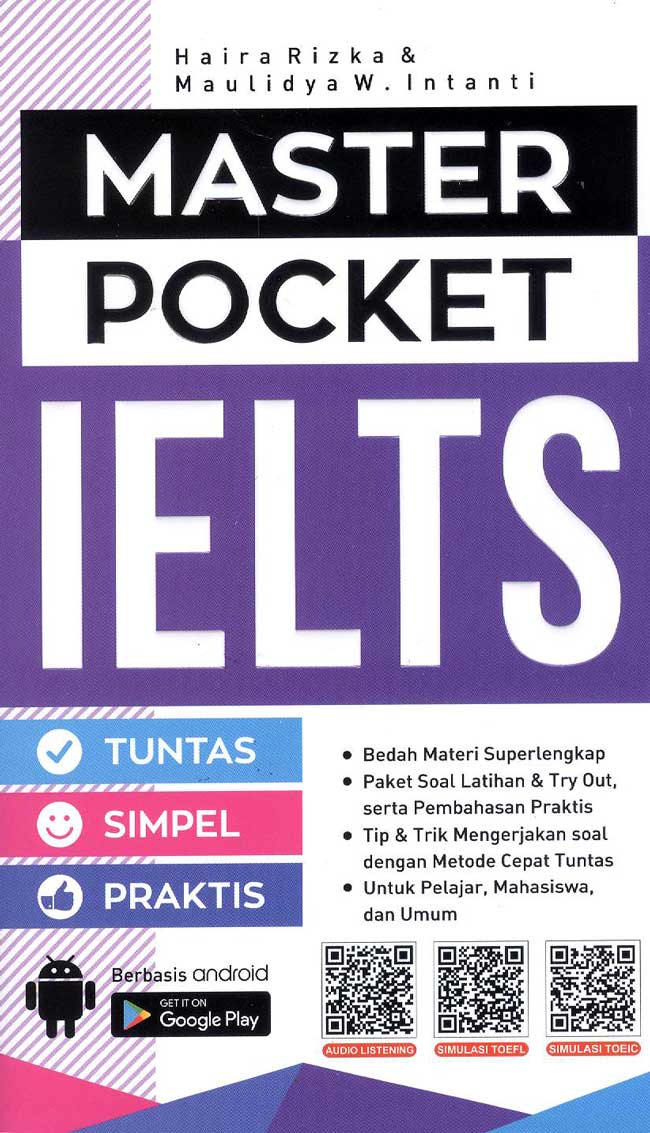 Haira Rizka &
Maulidya W. Intanti
MASTER
POCKET
IELTS
TUNTAS
SIMPEL
PRAKTIS
• Bedah Materi Superlengkap
• Paket Soal Latihan & Try Out,
serta Pembahasan Praktis
• Tip & Trik Mengerjakan soal
dengan Metode Cepat Tuntas
• Untuk Pelajar, Mahasiswa,
dan Umum
Berbasis android
GET IT ON
Google Play
AUDIO LISTENING
SIMULASI TOEFL
SIMULASI TOEIC